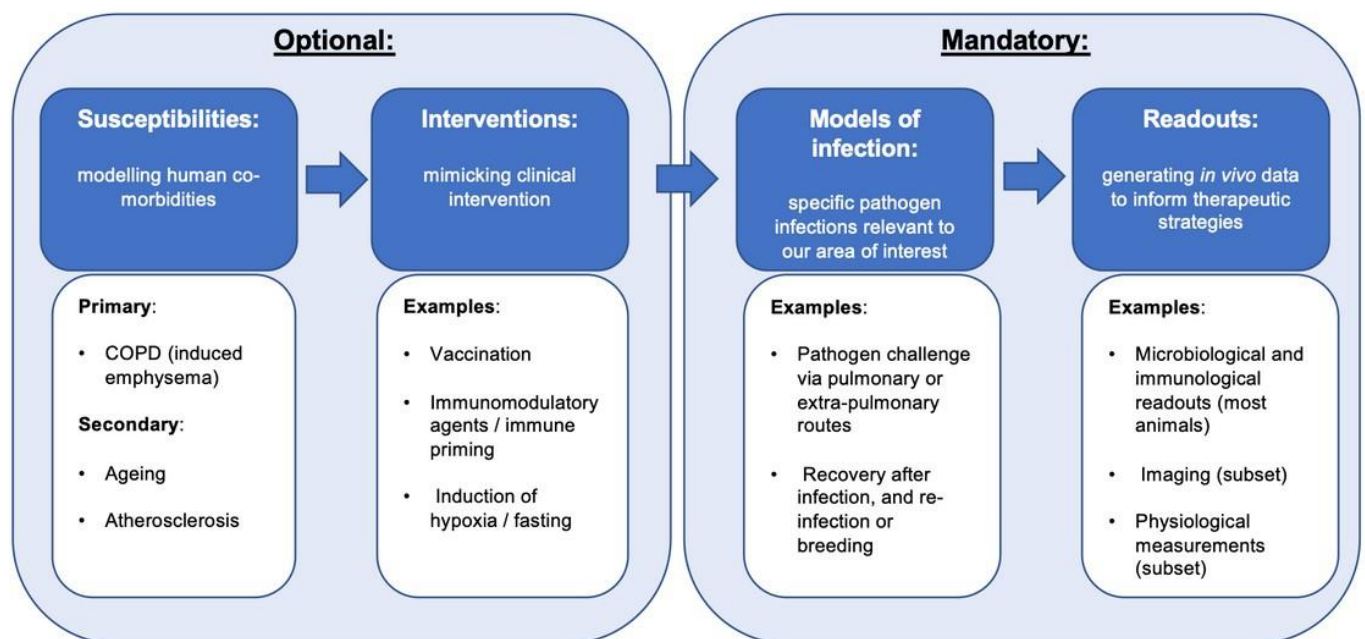 Optional:
Susceptibilities:
modelling human co-
morbidities
Primary:
• COPD (induced
emphysema)
Secondary:
• Ageing
• Atherosclerosis
Interventions:
mimicking clinical
intervention
Examples:
• Vaccination
• Immunomodulatory
agents / immune
priming
• Induction of
hypoxia / fasting
Mandatory:
Models of
infection:
specific pathogen
infections relevant to
our area of interest
Examples:
• Pathogen challenge
via pulmonary or
extra-pulmonary
routes
• Recovery after
infection, and re-
infection or
breeding
Readouts:
generating in vivo data
to inform therapeutic
strategies
Examples:
• Microbiological and
immunological
readouts (most
animals)
• Imaging (subset)
• Physiological
measurements
(subset)